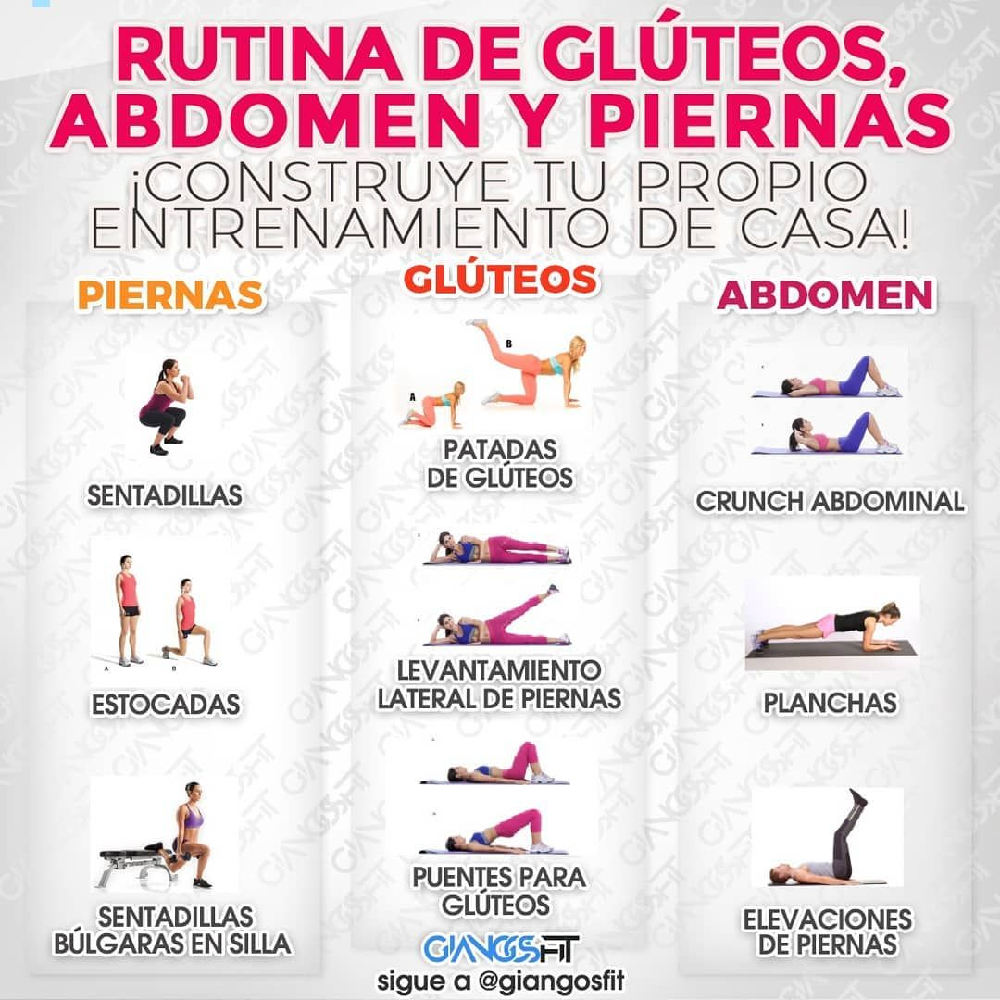 RUTINA DE GLÚTEOS,
ABDOMEN Y PIERNAS
¡CONSTRUYE TU PROPIO
ENTRENAMIENTO DE CASA!
PIERNAS
SENTADILLAS
A B
ESTOCADAS
SENTADILLAS
BÚLGARAS EN SILLA
GLÚTEOS
B
A
PATADAS
DE GLÚTEOS
LEVANTAMIENTO
LATERAL DE PIERNAS
PUENTES PARA
GLÚTEOS
GIANGOSFIT
sigue a @giangosfit
ABDOMEN
CRUNCH ABDOMINAL
PLANCHAS
ELEVACIONES
DE PIERNAS